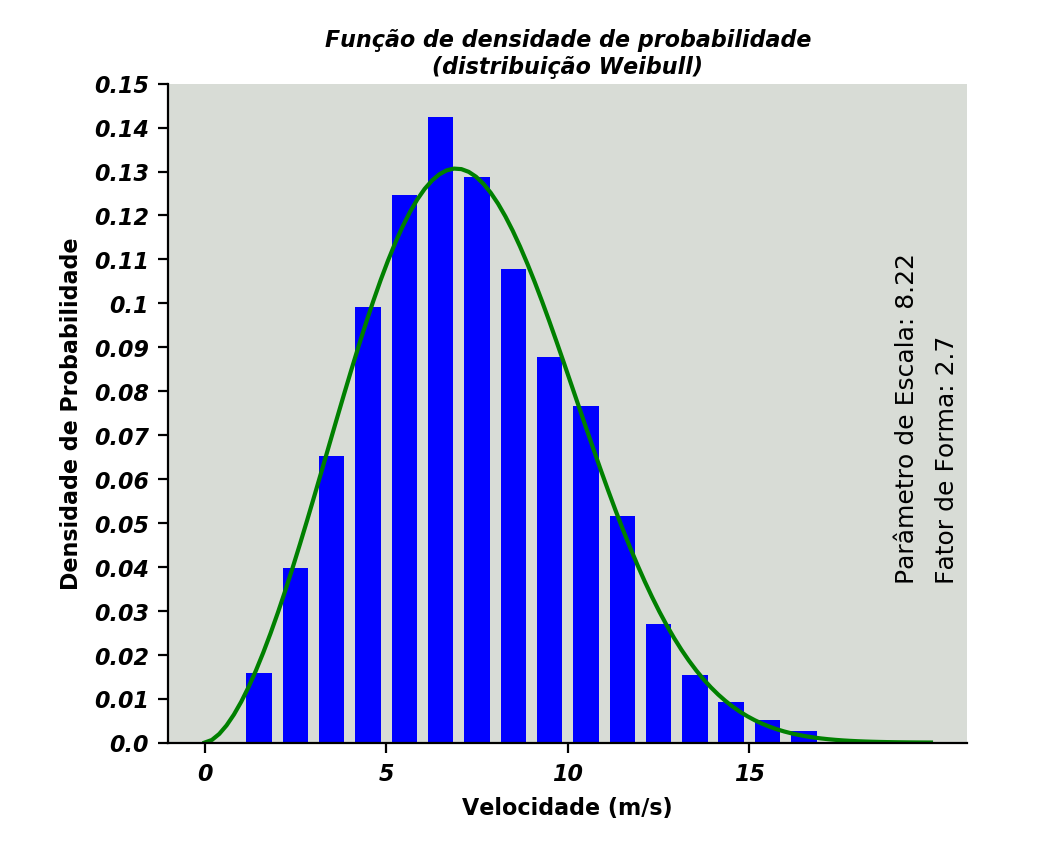 Função de densidade de probabilidade
(distribuição Weibull)
Densidade de Probabilidade
0.15
0.14
0.13
0.12
0.11
0.1
0.09
0.08
0.07
0.06
0.05
0.04
0.03
0.02
0.01
0.0
Parâmetro de Escala: 8.22
Fator de Forma: 2.7
0 5 10 15
Velocidade (m/s)